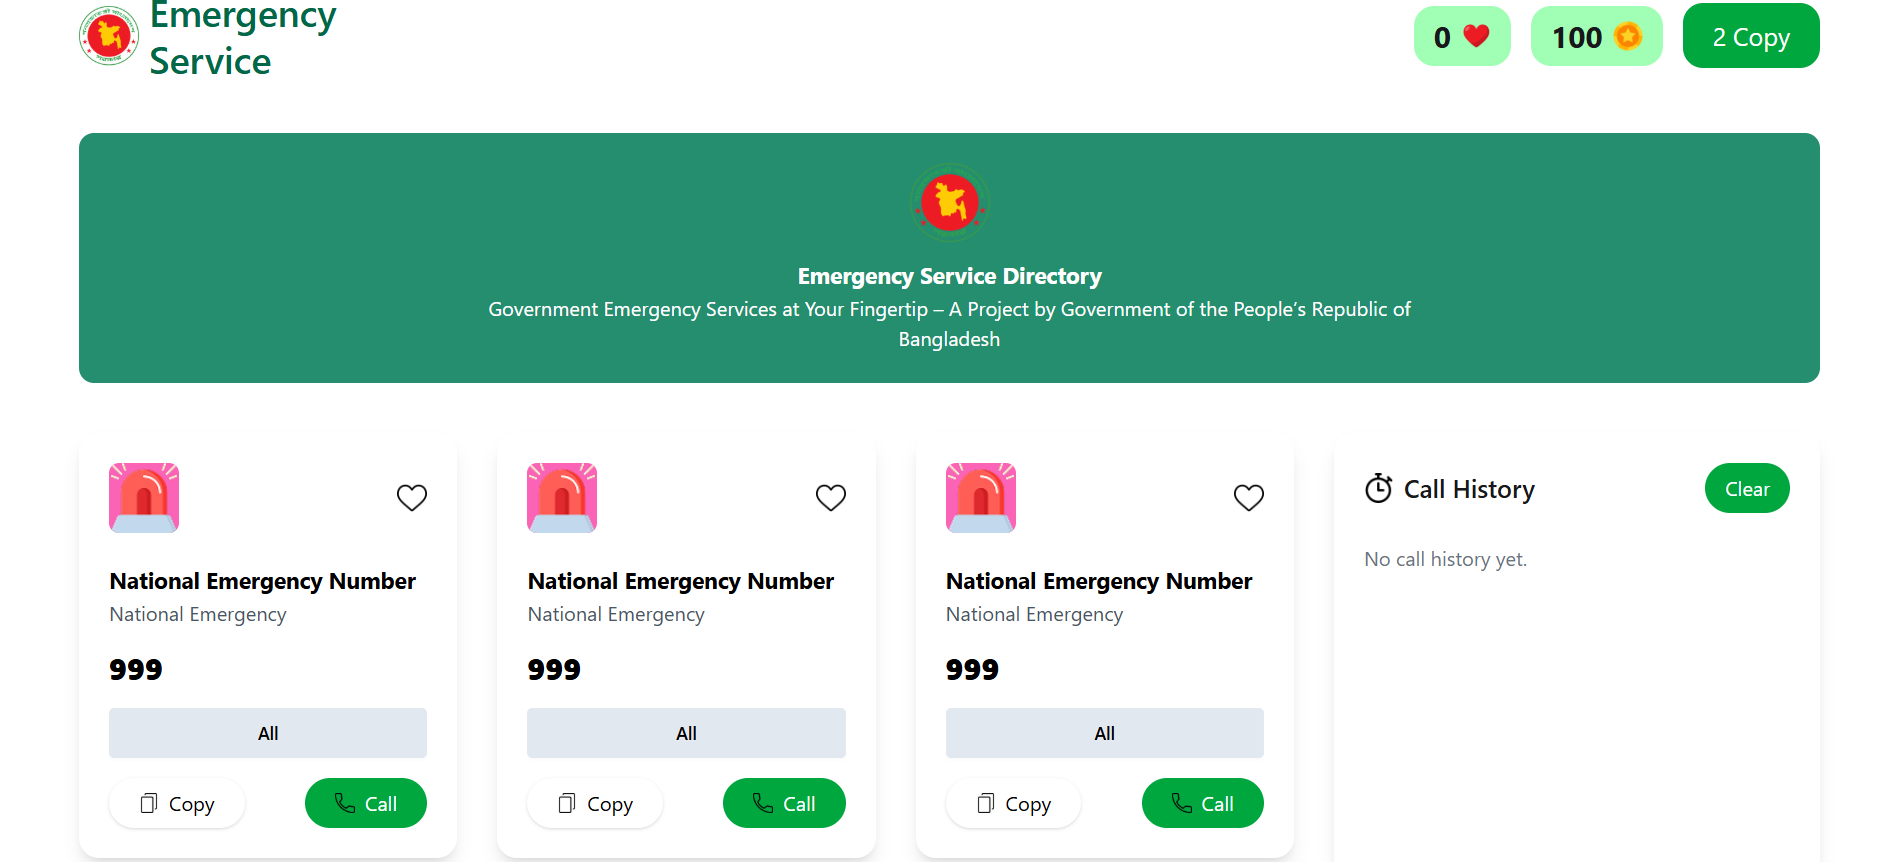 Emergency
Service
0
100
2 Copy
Emergency Service Directory
Government Emergency Services at Your Fingertip – A Project by Government of the People’s Republic of
Bangladesh
National Emergency Number
National Emergency
999
All
Copy
Call
National Emergency Number
National Emergency
999
All
Copy
Call
National Emergency Number
National Emergency
999
All
Copy
Call
Call History
Clear
No call history yet.